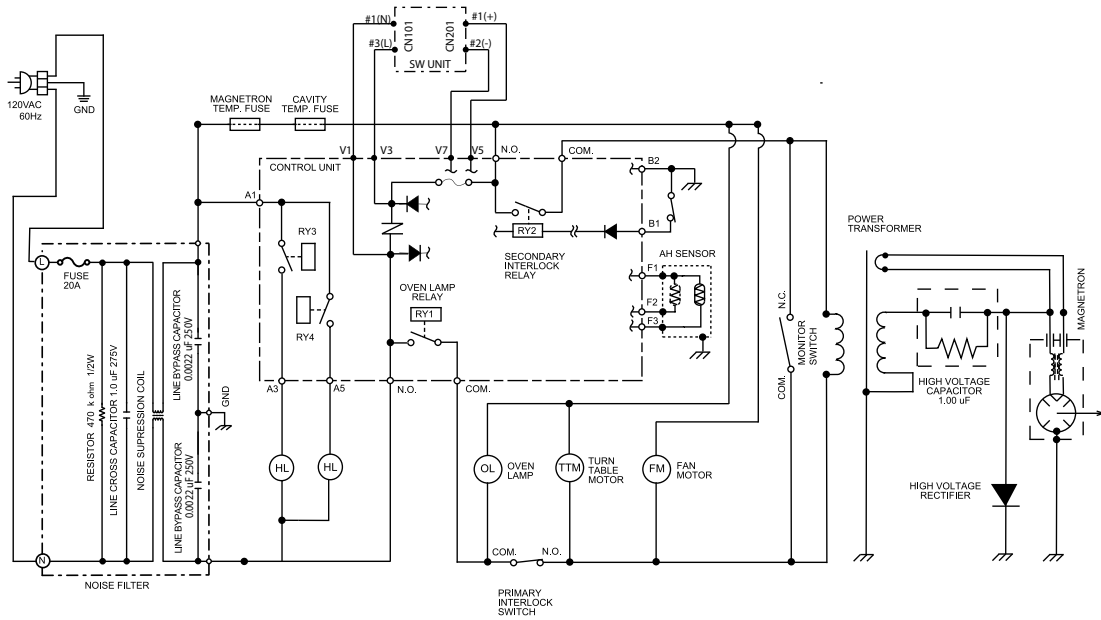 #1(N)
#1(+)
CN101
CN201
#3(L)
#2(-)
SW UNIT
120VAC
60Hz
GND
MAGNETRON
TEMP. FUSE
CAVITY
TEMP. FUSE
V1
V3
V7
V5
N.O.
COM.
CONTROL UNIT
B2
A1
RY3
RY2
B1
SECONDARY
INTERLOCK
RELAY
POWER
TRANSFORMER
AH SENSOR
L
FUSE
20A
F1
OVEN LAMP
RELAY
RY1
F2
F3
RY4
N.C.
MONITOR
SWITCH
COM.
MAGNETRON
HIGH VOLTAGE
CAPACITOR
1.00 uF
A3
A5
N.O.
COM.
RESISTOR 470 k ohm 1/2W
LINE CROSS CAPACITOR 1.0 uF 275V
NOISE SUPRESSION COIL
LINE BYPASS CAPACITOR
0.0022 uF 250V
GND
LINE BYPASS CAPACITOR
0.0022 uF 250V
HL
HL
OL
OVEN
LAMP
TTM
TURN
TABLE
MOTOR
FM
FAN
MOTOR
HIGH VOLTAGE
RECTIFIER
COM.
N.O.
N
NOISE FILTER
PRIMARY
INTERLOCK
SWITCH